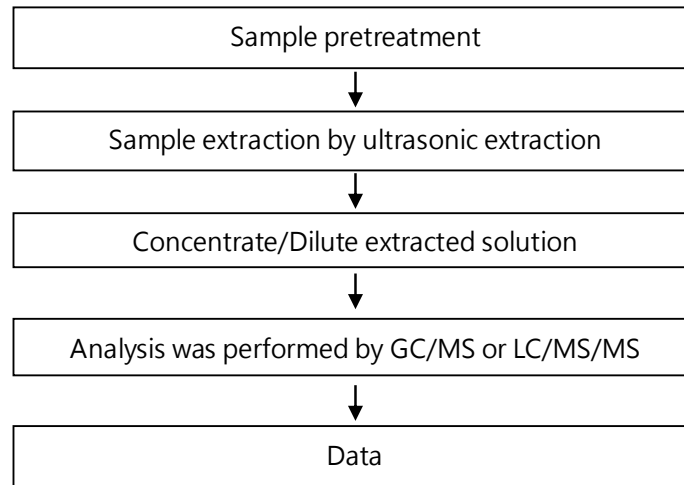 Sample pretreatment
Sample extraction by ultrasonic extraction
Concentrate/Dilute extracted solution
Analysis was performed by GC/MS or LC/MS/MS
Data